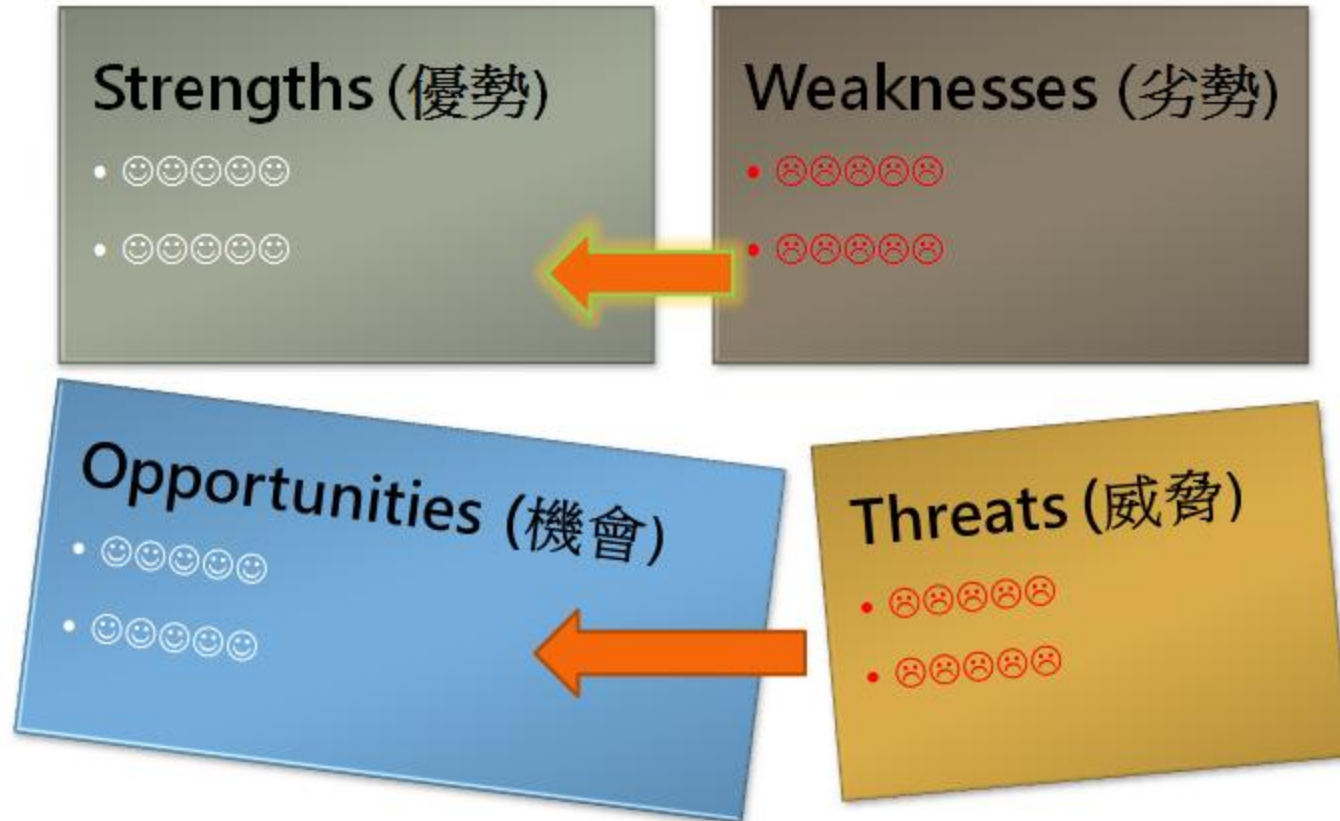 Strengths (優勢)
• ☺☺☺☺☺
• ☺☺☺☺☺
Weaknesses (劣勢)
• ☹☹☹☹☹
• ☹☹☹☹☹
Opportunities (機會)
• ☺☺☺☺☺
• ☺☺☺☺☺
Threats (威脅)
• ☹☹☹☹☹
• ☹☹☹☹☹